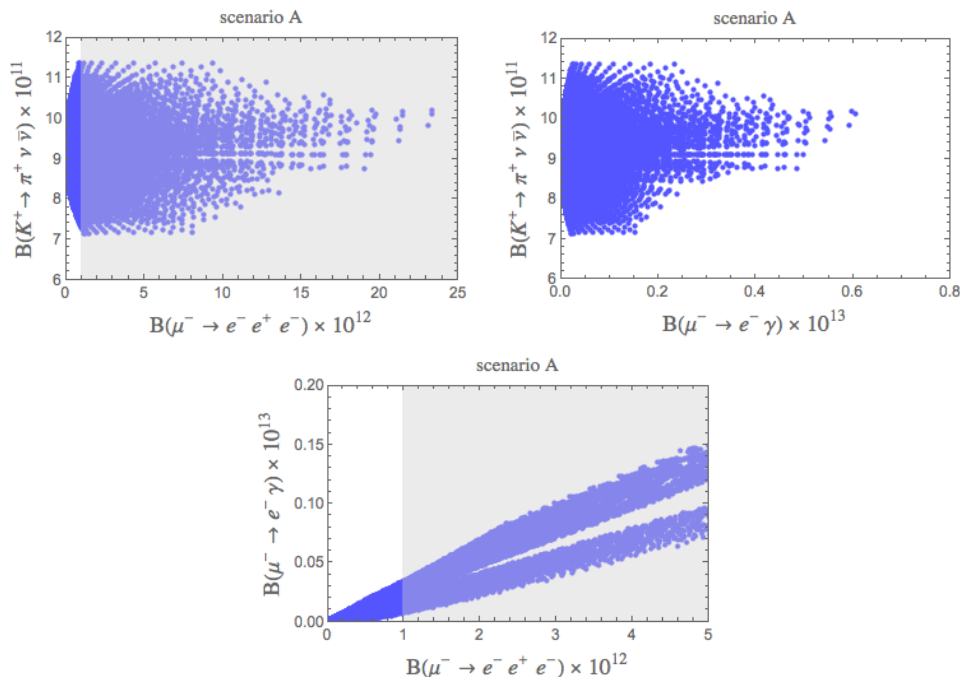 scenario A
B(K⁺ → π⁺ ν ν̄) × 10¹¹
12
11
10
9
8
7
6
0 5 10 15 20 25
B(μ⁻ → e⁻ e⁺ e⁻) × 10¹²
scenario A
B(K⁺ → π⁺ ν ν̄) × 10¹¹
12
11
10
9
8
7
6
0.0 0.2 0.4 0.6 0.8
B(μ⁻ → e⁻ γ) × 10¹³
scenario A
B(μ⁻ → e⁻ γ) × 10¹³
0.20
0.15
0.10
0.05
0.00
0 1 2 3 4 5
B(μ⁻ → e⁻ e⁺ e⁻) × 10¹²